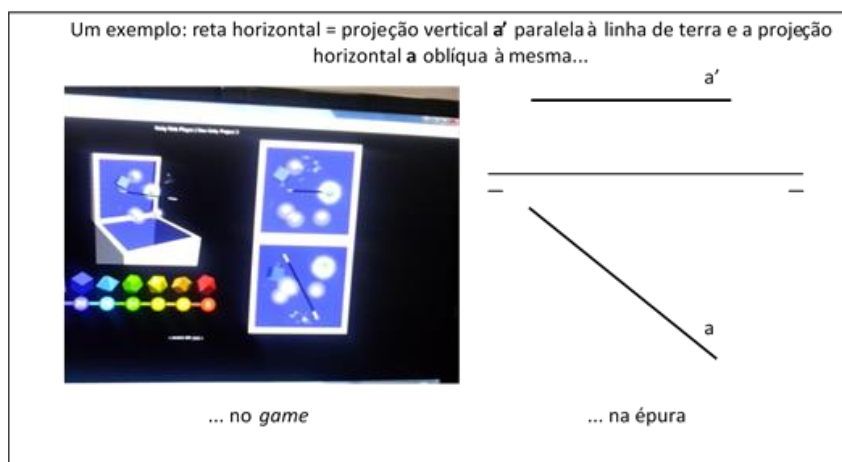 Um exemplo: reta horizontal = projeção vertical a’ paralela à linha de terra e a projeção
horizontal a oblíqua à mesma...
a’
a
... no game
... na épura